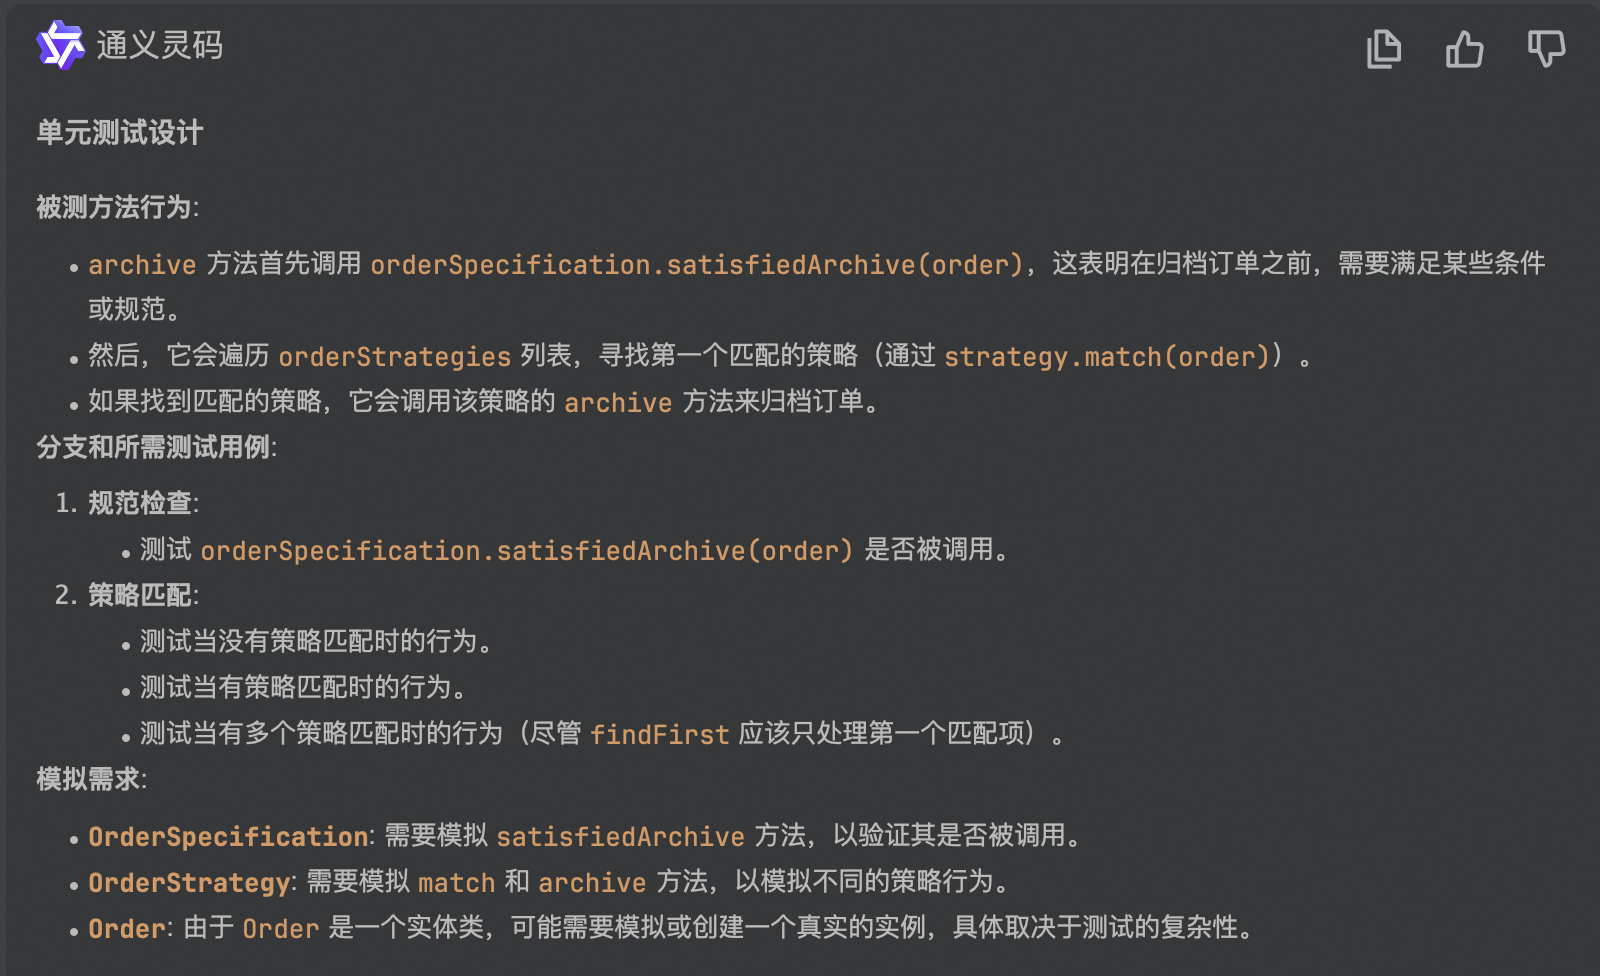 通义灵码
单元测试设计
被测方法行为:
• archive 方法首先调用 orderSpecification.satisfiedArchive(order)，这表明在归档订单之前，需要满足某些条件
或规范。
• 然后，它会遍历 orderStrategies 列表，寻找第一个匹配的策略（通过 strategy.match(order)）。
• 如果找到匹配的策略，它会调用该策略的 archive 方法来归档订单。
分支和所需测试用例:
1. 规范检查:
• 测试 orderSpecification.satisfiedArchive(order) 是否被调用。
2. 策略匹配:
• 测试当没有策略匹配时的行为。
• 测试当有策略匹配时的行为。
• 测试当有多个策略匹配时的行为（尽管 findFirst 应该只处理第一个匹配项）。
模拟需求:
• OrderSpecification: 需要模拟 satisfiedArchive 方法，以验证其是否被调用。
• OrderStrategy: 需要模拟 match 和 archive 方法，以模拟不同的策略行为。
• Order: 由于 Order 是一个实体类，可能需要模拟或创建一个真实的实例，具体取决于测试的复杂性。